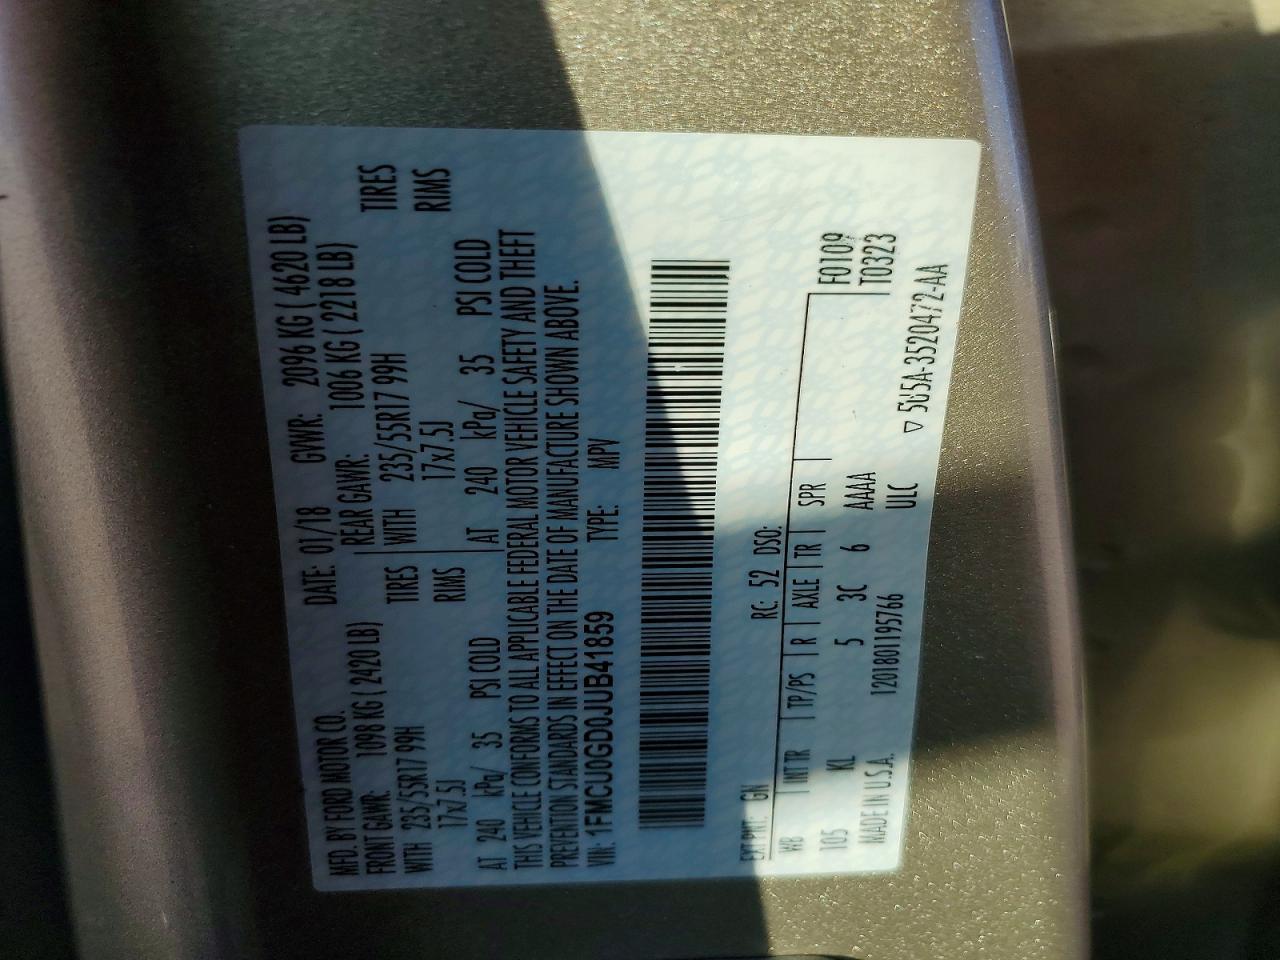 MFD. BY FORD MOTOR CO. DATE: 01/18 GVWR: 2096 KG ( 4620 LB)
FRONT GAWR: 1098 KG ( 2420 LB) REAR GAWR: 1006 KG ( 2218 LB)
WITH 235/55R17 99H TIRES WITH 235/55R17 99H TIRES
17x7.5J RIMS 17x7.5J RIMS
AT 240 kPa/ 35 PSI COLD AT 240 kPa/ 35 PSI COLD
THIS VEHICLE CONFORMS TO ALL APPLICABLE FEDERAL MOTOR VEHICLE SAFETY AND THEFT
PREVENTION STANDARDS IN EFFECT ON THE DATE OF MANUFACTURE SHOWN ABOVE.
VIN: 1FMCU0GD0JUB41859 TYPE: MPV
EXT PNT: GN RC: 52 DSO:
WB INT TR TP/PS R AXLE TR SPR F0109
105 KL 5 3C 6 AAAA T0323
MADE IN U.S.A. 1201801195766 ULC
▽ 5U5A-3520472-AA